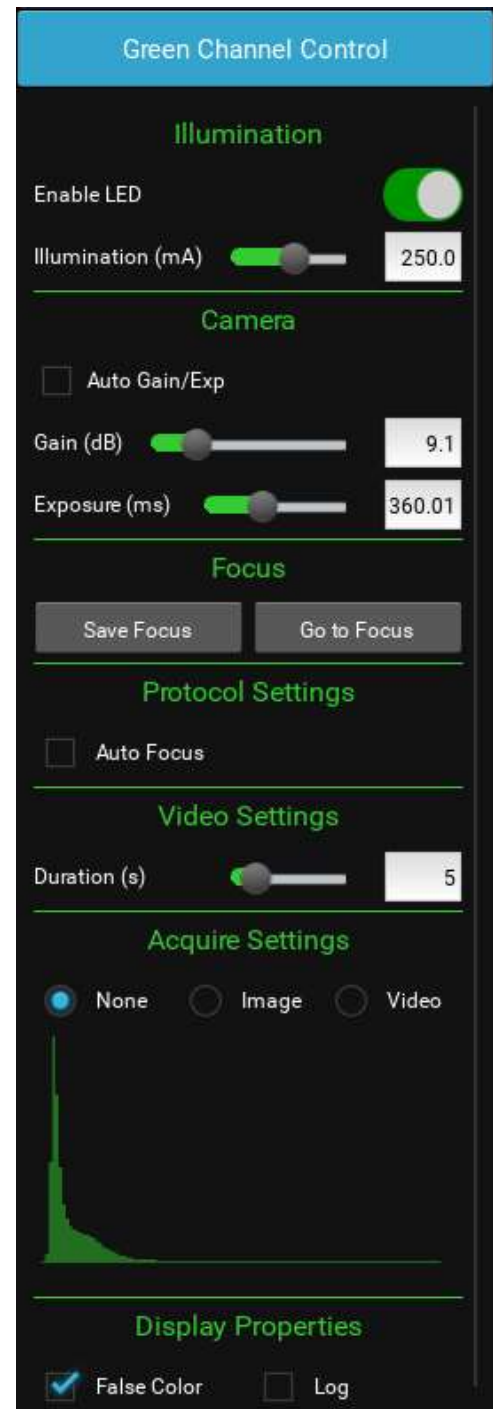 Green Channel Control
Illumination
Enable LED
Illumination (mA) 250.0
Camera
Auto Gain/Exp
Gain (dB) 9.1
Exposure (ms) 360.01
Focus
Save Focus Go to Focus
Protocol Settings
Auto Focus
Video Settings
Duration (s) 5
Acquire Settings
None Image Video
Display Properties
False Color Log